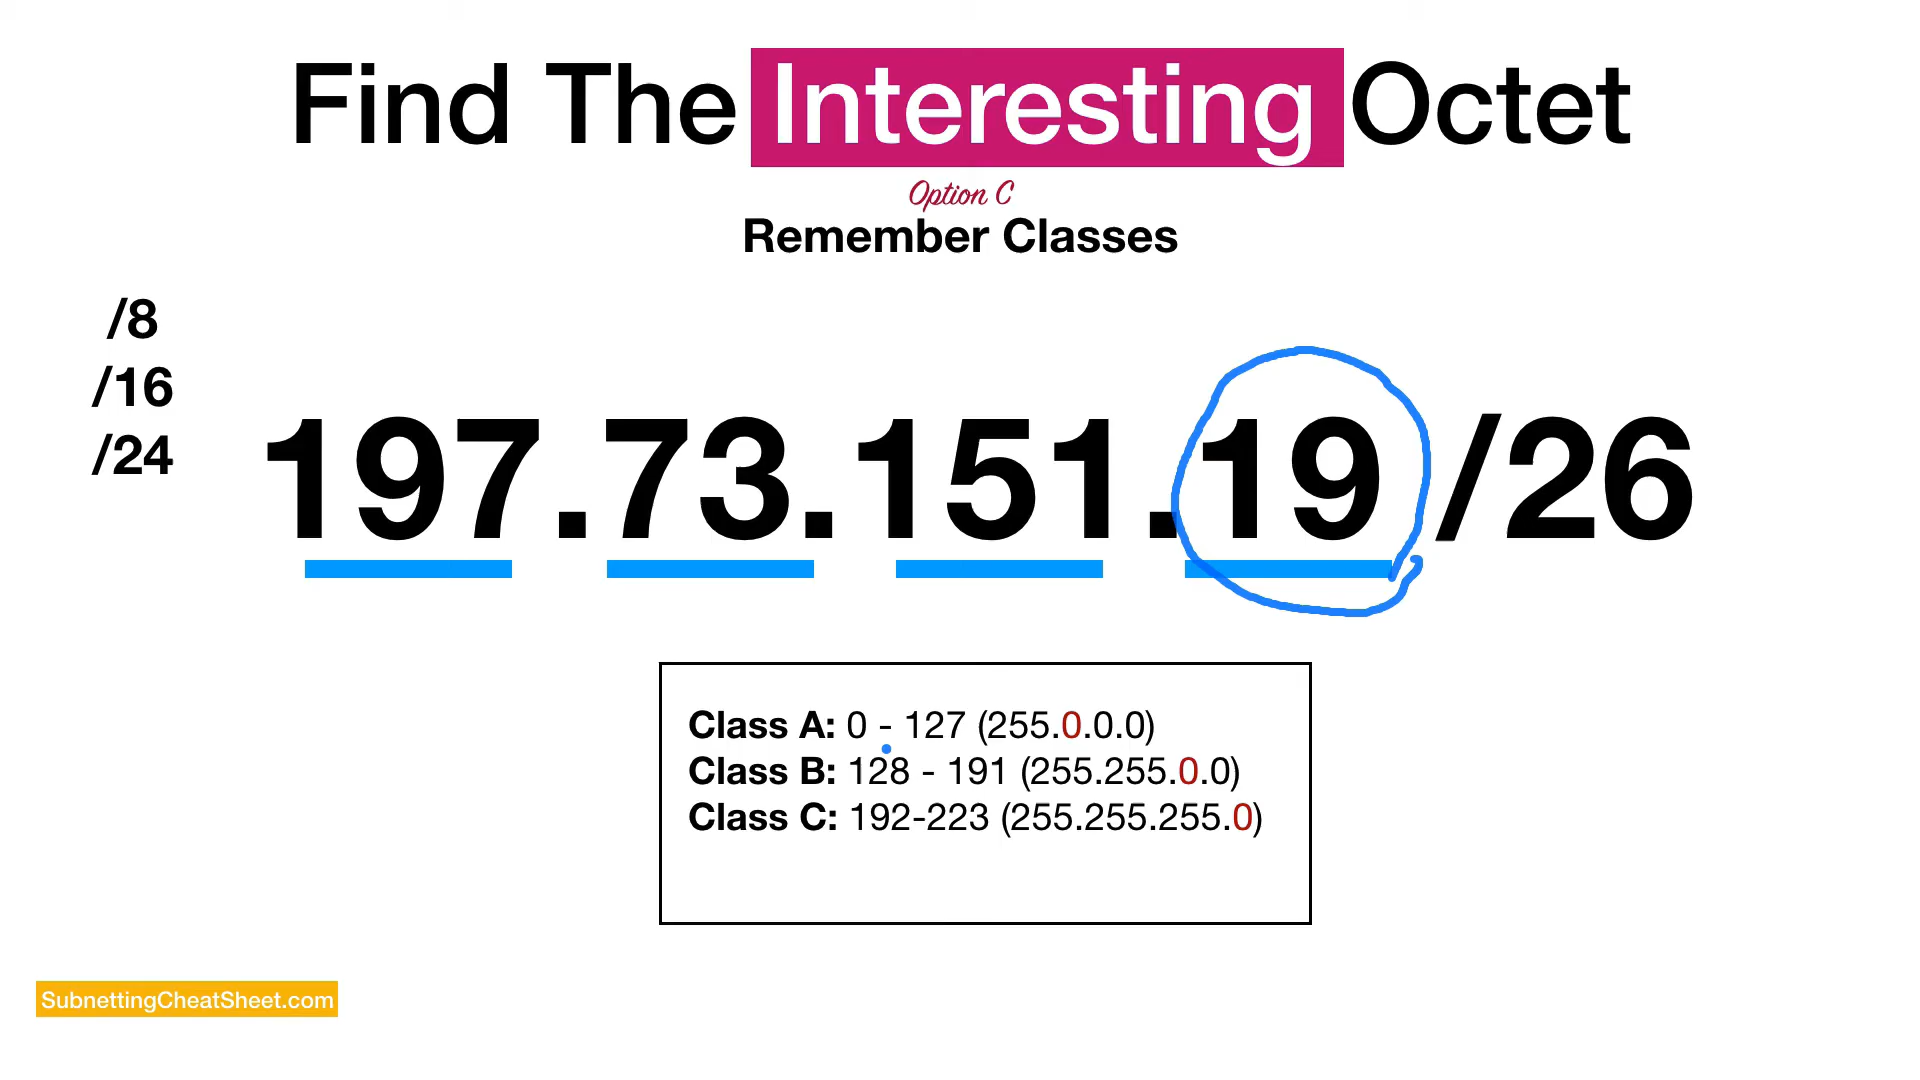 Find The Interesting Octet
Option C
Remember Classes
/8
/16
/24
197.73.151.19/26
Class A: 0 - 127 (255.0.0.0)
Class B: 128 - 191 (255.255.0.0)
Class C: 192-223 (255.255.255.0)
SubnettingCheatSheet.com